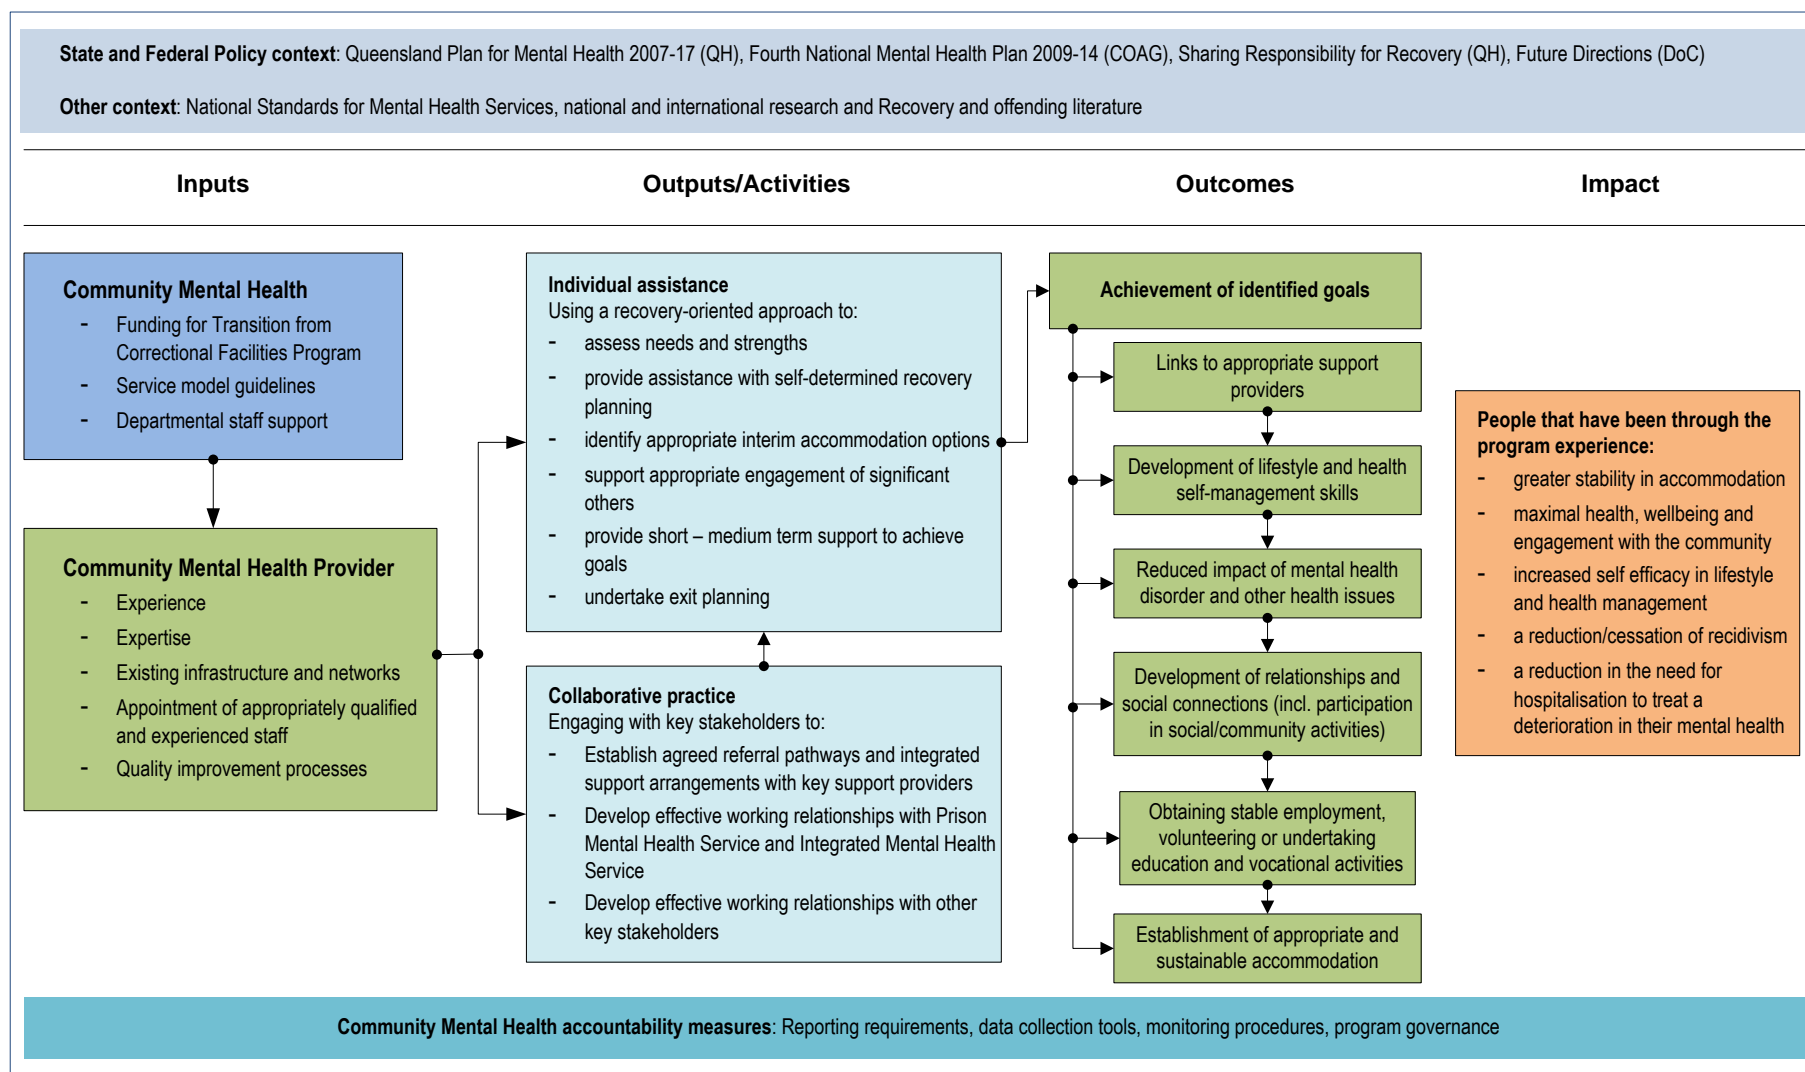 State and Federal Policy context: Queensland Plan for Mental Health 2007-17 (QH), Fourth National Mental Health Plan 2009-14 (COAG), Sharing Responsibility for Recovery (QH), Future Directions (DoC)
Other context: National Standards for Mental Health Services, national and international research and Recovery and offending literature
Inputs
Outputs/Activities
Outcomes
Impact
Community Mental Health
- Funding for Transition from
Correctional Facilities Program
- Service model guidelines
- Departmental staff support
Community Mental Health Provider
- Experience
- Expertise
- Existing infrastructure and networks
- Appointment of appropriately qualified
and experienced staff
- Quality improvement processes
Individual assistance
Using a recovery-oriented approach to:
- assess needs and strengths
- provide assistance with self-determined recovery
planning
- identify appropriate interim accommodation options
- support appropriate engagement of significant
others
- provide short – medium term support to achieve
goals
- undertake exit planning
Collaborative practice
Engaging with key stakeholders to:
- Establish agreed referral pathways and integrated
support arrangements with key support providers
- Develop effective working relationships with Prison
Mental Health Service and Integrated Mental Health
Service
- Develop effective working relationships with other
key stakeholders
Achievement of identified goals
Links to appropriate support
providers
Development of lifestyle and health
self-management skills
Reduced impact of mental health
disorder and other health issues
Development of relationships and
social connections (incl. participation
in social/community activities)
Obtaining stable employment,
volunteering or undertaking
education and vocational activities
Establishment of appropriate and
sustainable accommodation
People that have been through the
program experience:
- greater stability in accommodation
- maximal health, wellbeing and
engagement with the community
- increased self efficacy in lifestyle
and health management
- a reduction/cessation of recidivism
- a reduction in the need for
hospitalisation to treat a
deterioration in their mental health
Community Mental Health accountability measures: Reporting requirements, data collection tools, monitoring procedures, program governance